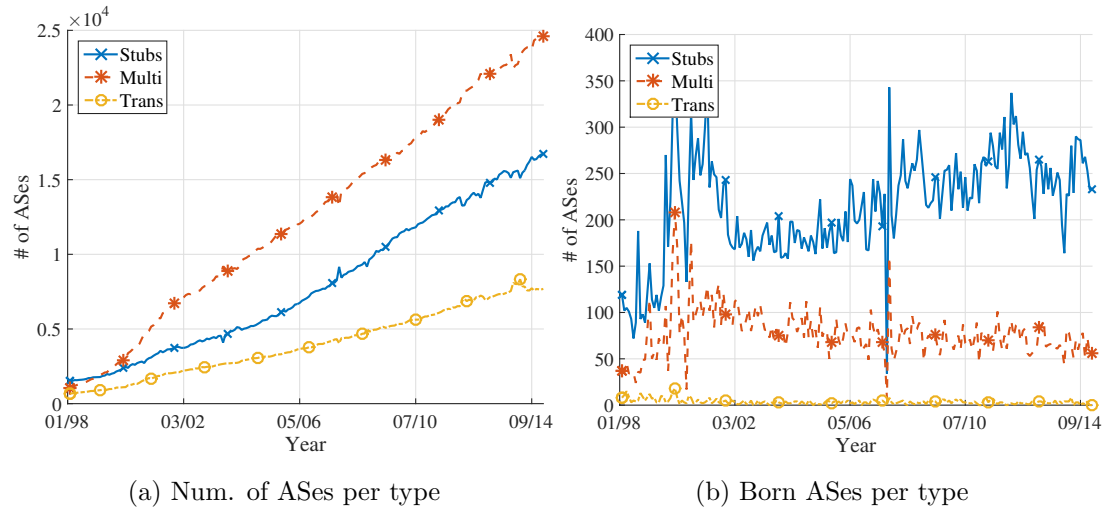 ×10⁴
2.5
2
1.5
1
0.5
0
# of ASes
Stubs
Multi
Trans
01/98 03/02 05/06 07/10 09/14
Year
(a) Num. of ASes per type
400
350
300
250
200
150
100
50
0
# of ASes
Stubs
Multi
Trans
01/98 03/02 05/06 07/10 09/14
Year
(b) Born ASes per type